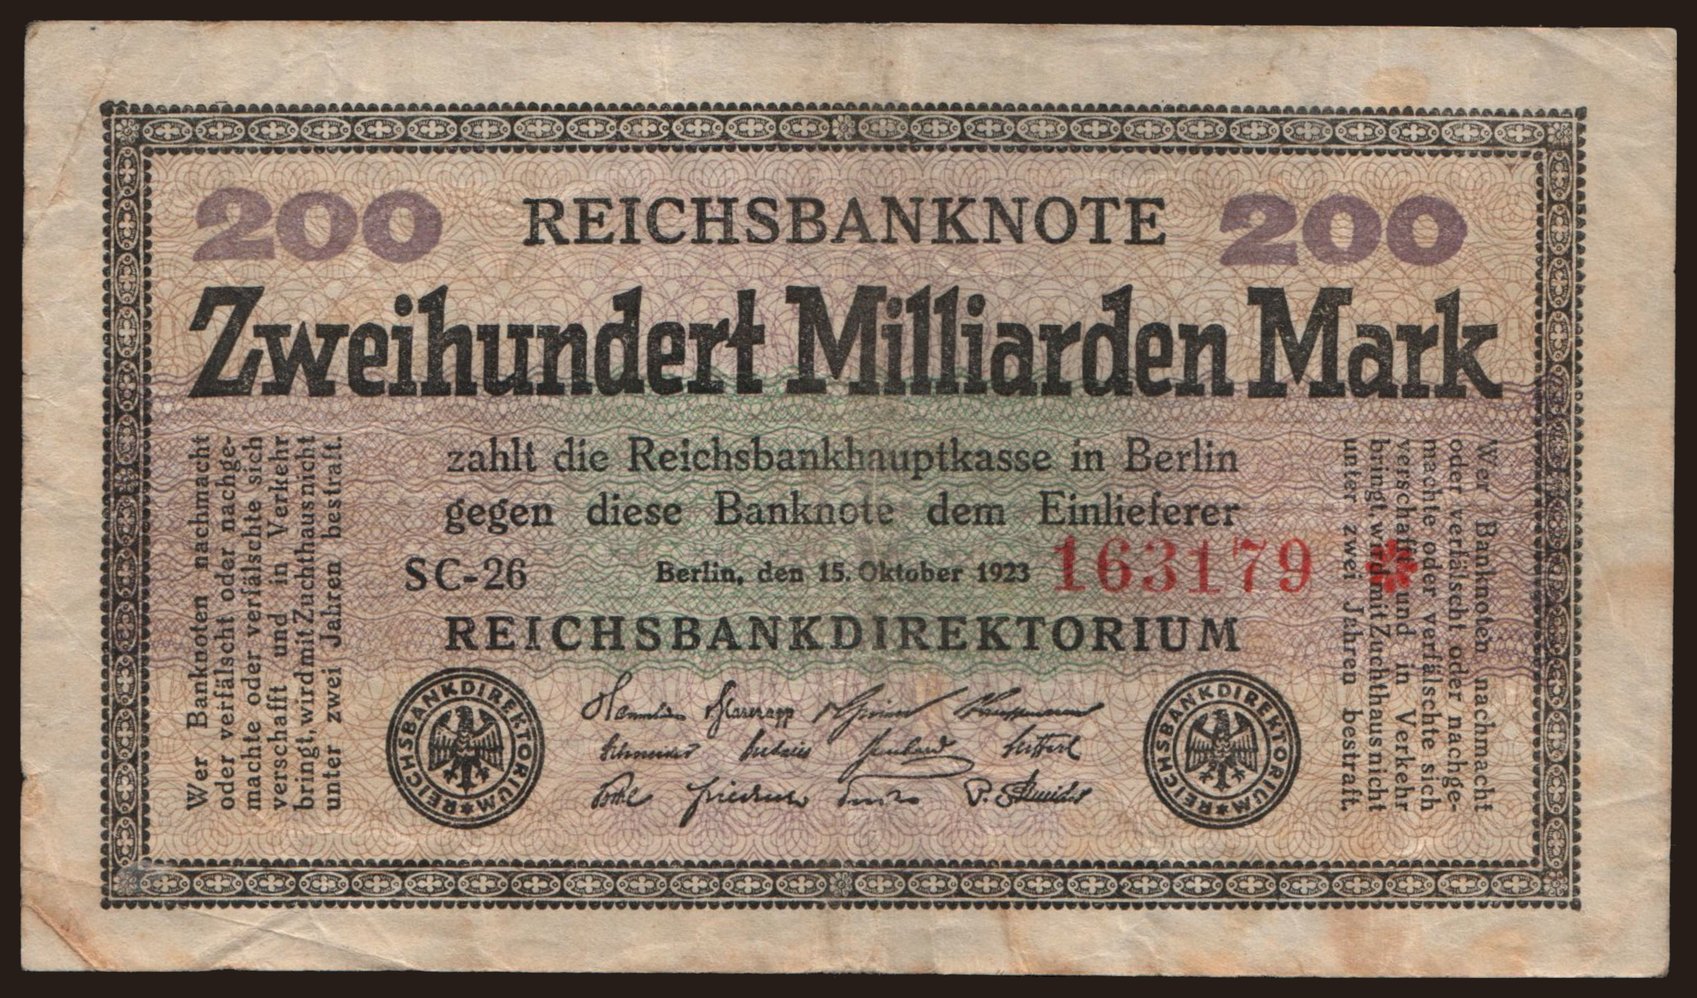 200 REICHSBANKNOTE 200
Zweihundert Milliarden Mark
zahlt die Reichsbankhauptkasse in Berlin
gegen diese Banknote dem Einlieferer
SC-26 Berlin, den 15. Oktober 1923 163179 *
REICHSBANKDIREKTORIUM
Wer Banknoten nachmacht
oder verfälscht oder nachge-
machte oder verfälschte sich
verschafft und in Verkehr
bringt, wird mit Zuchthaus nicht
unter zwei Jahren bestraft.
Wer Banknoten nachmacht
oder verfälscht oder nachge-
machte oder verfälschte sich
verschafft und in Verkehr
bringt, wird mit Zuchthaus nicht
unter zwei Jahren bestraft.
REICHSBANKDIREKTORIUM
REICHSBANKDIREKTORIUM